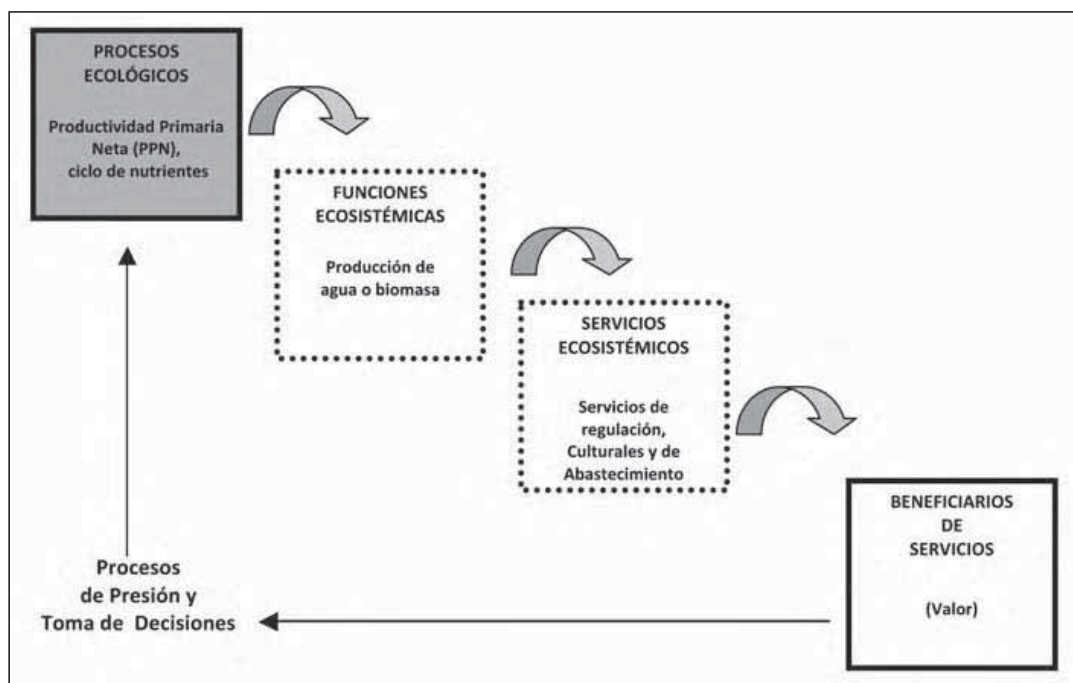 PROCESOS
ECOLÓGICOS
Productividad Primaria
Neta (PPN),
ciclo de nutrientes
FUNCIONES
ECOSISTÉMICAS
Producción de
agua o biomasa
SERVICIOS
ECOSISTÉMICOS
Servicios de
regulación,
Culturales y de
Abastecimiento
BENEFICIARIOS
DE
SERVICIOS
(Valor)
Procesos
de Presión y
Toma de Decisiones